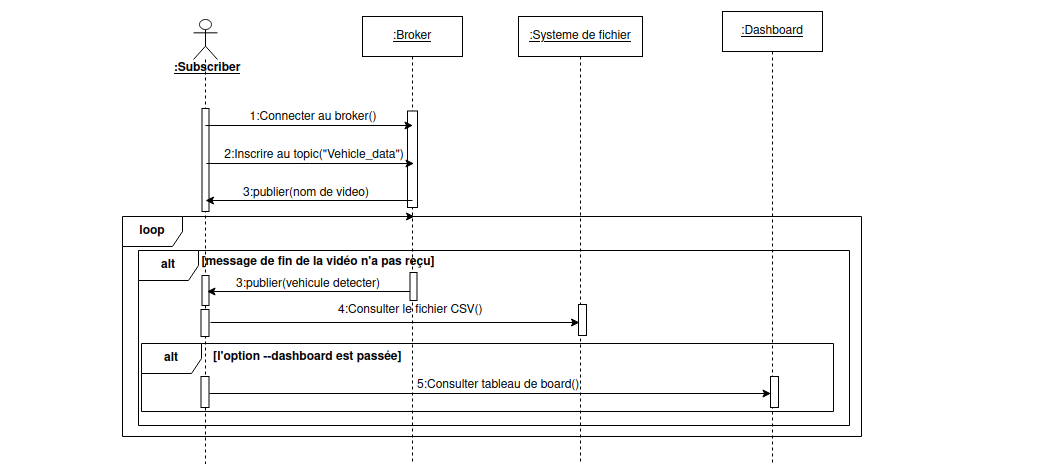 :Subscriber
:Broker
:Systeme de fichier
:Dashboard
1:Connecter au broker()
2:Inscrire au topic("Vehicle_data")
3:publier(nom de video)
loop
alt
[message de fin de la vidéo n'a pas reçu]
3:publier(vehicule detecter)
4:Consulter le fichier CSV()
alt
[l'option --dashboard est passée]
5:Consulter tableau de board()